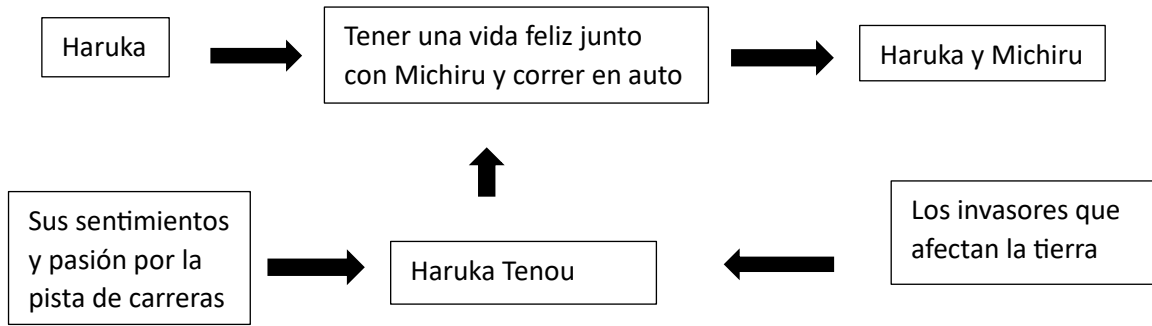 Haruka
Tener una vida feliz junto
con Michiru y correr en auto
Haruka y Michiru
Sus sentimientos
y pasión por la
pista de carreras
Haruka Tenou
Los invasores que
afectan la tierra